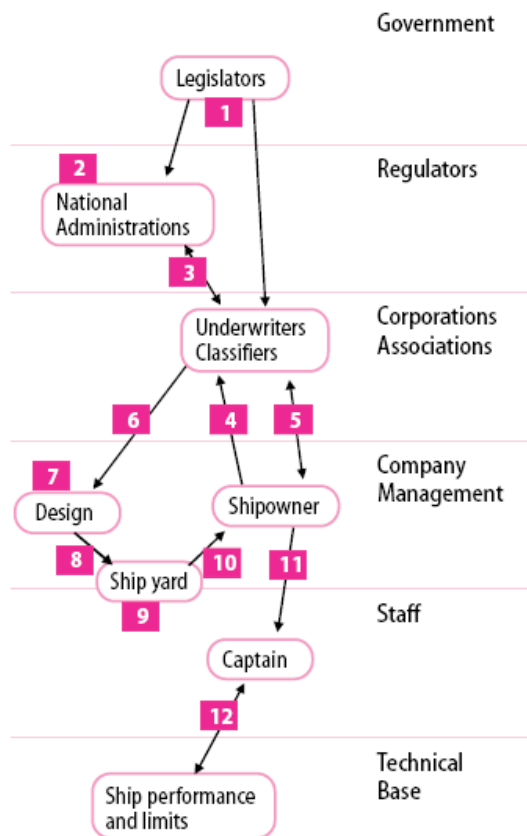 Government
Legislators
1
2
Regulators
National
Administrations
3
Corporations
Associations
Underwriters
Classifiers
6
4
5
7
Company
Management
Design
Shipowner
8
10
11
Ship yard
9
Staff
Captain
12
Technical
Base
Ship performance
and limits